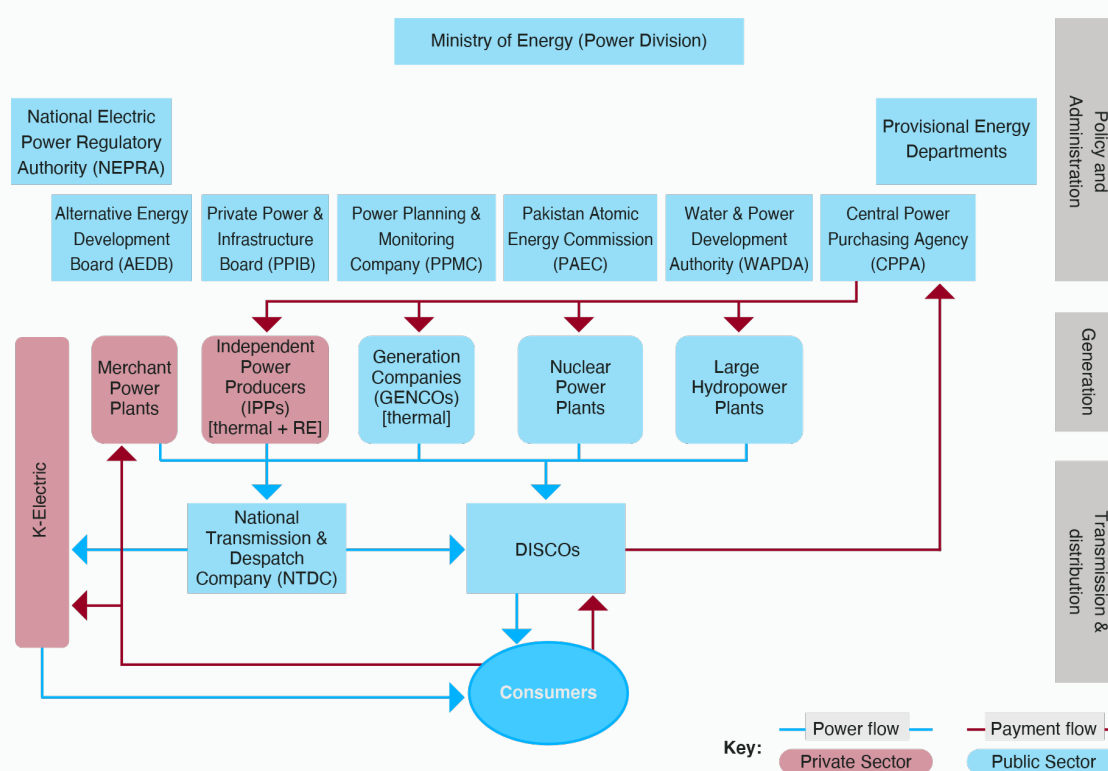 Ministry of Energy (Power Division)
National Electric
Power Regulatory
Authority (NEPRA)
Provisional Energy
Departments
Policy and
Administration
Alternative Energy
Development
Board (AEDB)
Private Power &
Infrastructure
Board (PPIB)
Power Planning &
Monitoring
Company (PPMC)
Pakistan Atomic
Energy Commission
(PAEC)
Water & Power
Development
Authority (WAPDA)
Central Power
Purchasing Agency
(CPPA)
Merchant
Power
Plants
Independent
Power
Producers
(IPPs)
[thermal + RE]
Generation
Companies
(GENCOs)
[thermal]
Nuclear
Power
Plants
Large
Hydropower
Plants
Generation
K-Electric
National
Transmission &
Despatch
Company (NTDC)
DISCOs
Transmission &
distribution
Consumers
Key:
Power flow
Payment flow
Private Sector
Public Sector